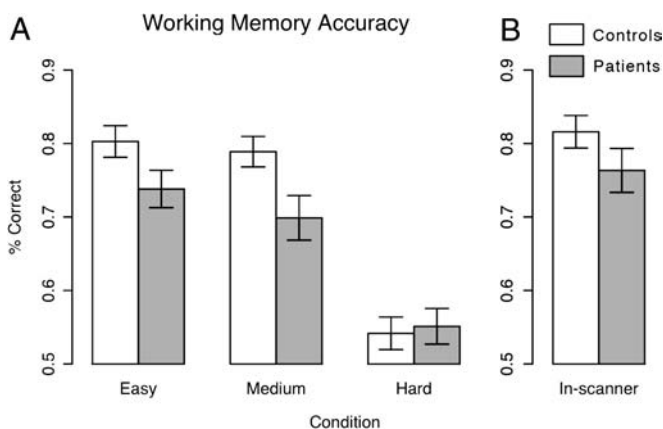 A
Working Memory Accuracy
B
Controls
Patients
% Correct
0.9
0.8
0.7
0.6
0.5
Easy
Medium
Hard
Condition
0.9
0.8
0.7
0.6
0.5
In-scanner